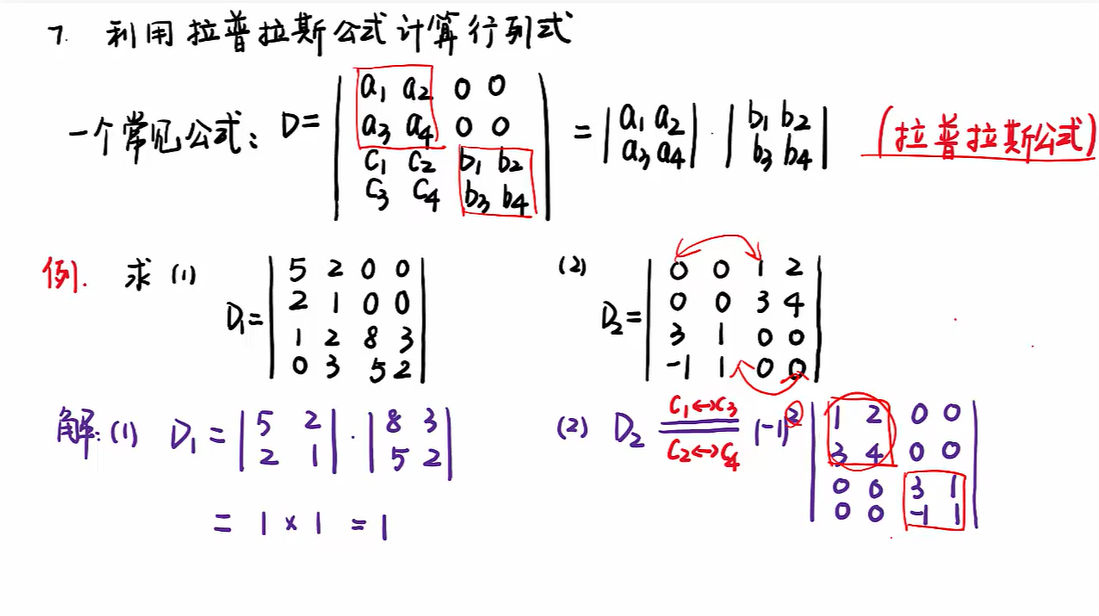 7. 利用拉普拉斯公式计算行列式
一个常见公式: D = | a₁ a₂ 0 0 | = | a₁ a₂ | · | b₁ b₂ | (拉普拉斯公式)
| a₃ a₄ 0 0 | | a₃ a₄ | | b₃ b₄ |
| c₁ c₂ b₁ b₂ |
| c₃ c₄ b₃ b₄ |
例. 求 (1) D₁ = | 5 2 0 0 |
| 2 1 0 0 |
| 1 2 8 3 |
| 0 3 5 2 |
(2) D₂ = | 0 0 1 2 |
| 0 0 3 4 |
| 3 1 0 0 |
| -1 1 0 0 |
解: (1) D₁ = | 5 2 | · | 8 3 |
| 2 1 | | 5 2 |
= 1 × 1 = 1
(2) D₂ = (-1)² | 1 2 0 0 |
c₁↔c₃
c₂↔c₄
| 3 4 0 0 |
| 0 0 3 1 |
| 0 0 -1 1 |